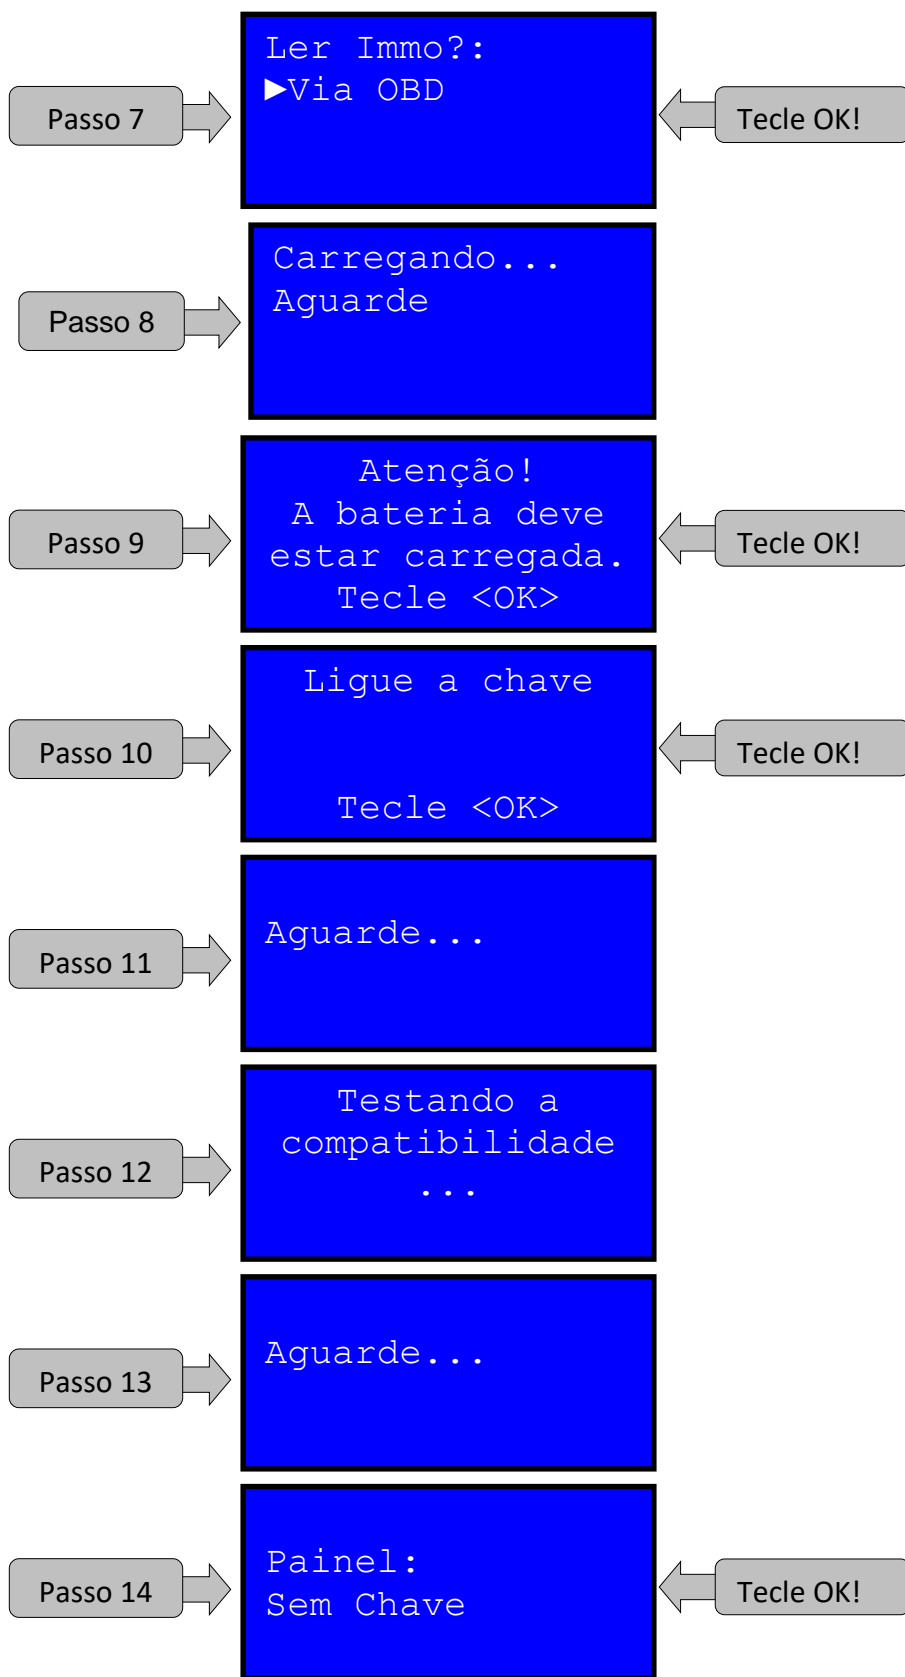 Ler Immo?:
►Via OBD
Passo 7
Tecle OK!
Carregando...
Aguarde
Passo 8
Atenção!
A bateria deve
estar carregada.
Tecle <OK>
Passo 9
Tecle OK!
Ligue a chave
Tecle <OK>
Passo 10
Tecle OK!
Aguarde...
Passo 11
Testando a
compatibilidade
...
Passo 12
Aguarde...
Passo 13
Painel:
Sem Chave
Passo 14
Tecle OK!